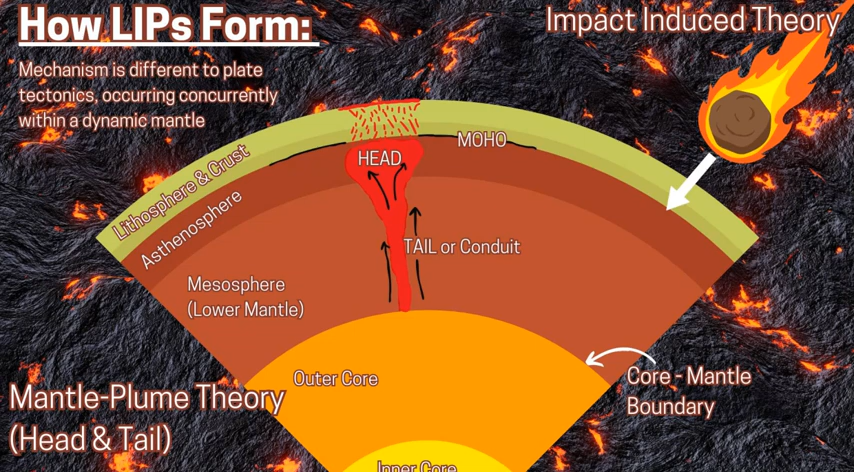 How LIPs Form:
Impact Induced Theory
Mechanism is different to plate
tectonics, occurring concurrently
within a dynamic mantle
Lithosphere & Crust
HEAD
MOHO
Asthenosphere
TAIL or Conduit
Mesosphere
(Lower Mantle)
Outer Core
Core - Mantle
Boundary
Mantle-Plume Theory
(Head & Tail)
Inner Core